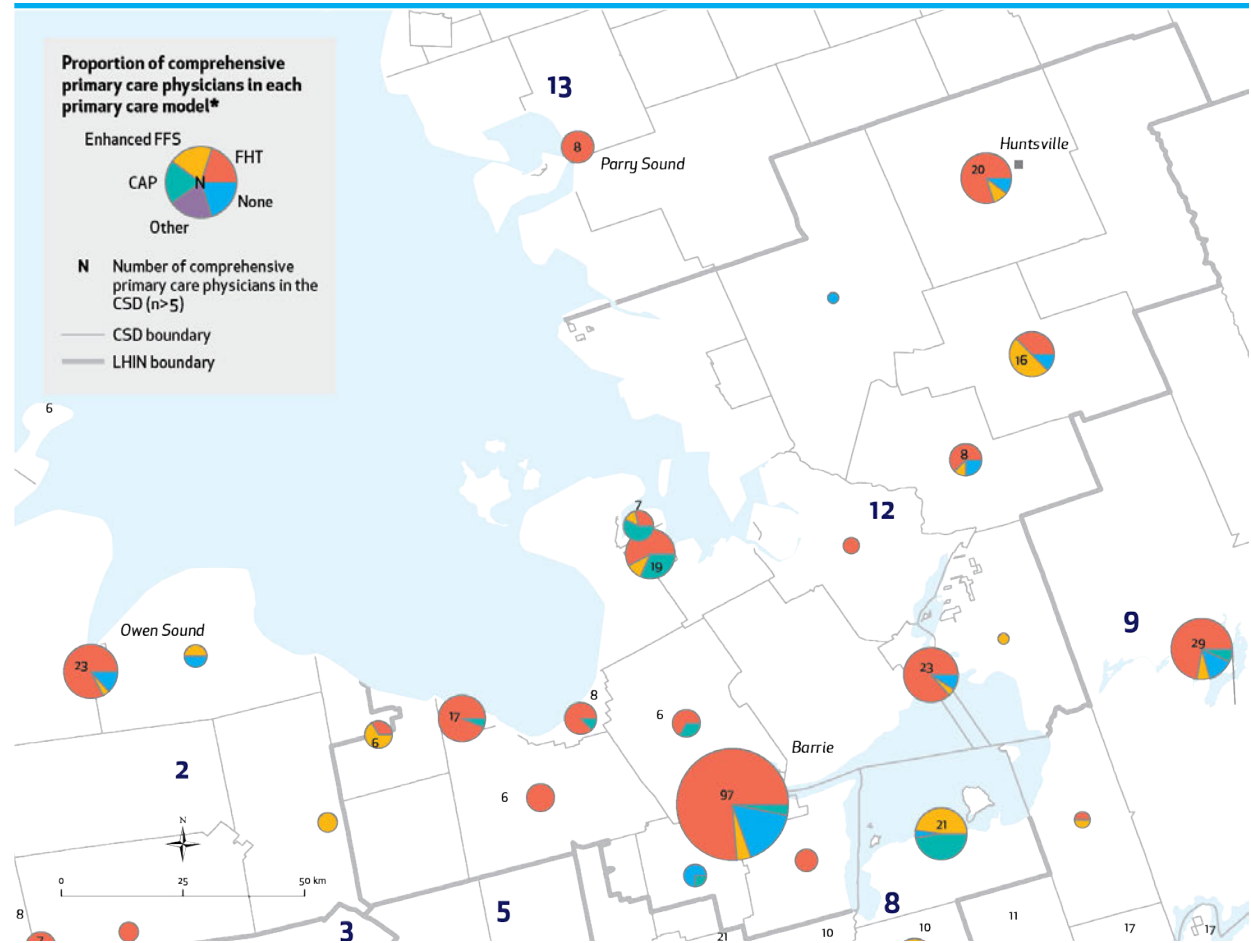 Proportion of comprehensive
primary care physicians in each
primary care model*
Enhanced FFS
FHT
CAP
N
None
Other
N Number of comprehensive
primary care physicians in the
CSD (n>5)
CSD boundary
LHIN boundary
13
8
Parry Sound
Huntsville
20
16
6
8
7
12
19
Owen Sound
23
9
29
23
8
17
6
6
Barrie
2
6
97
N
21
0 25 50 km
8
5
8
3
7
21
10
10
11
17
17